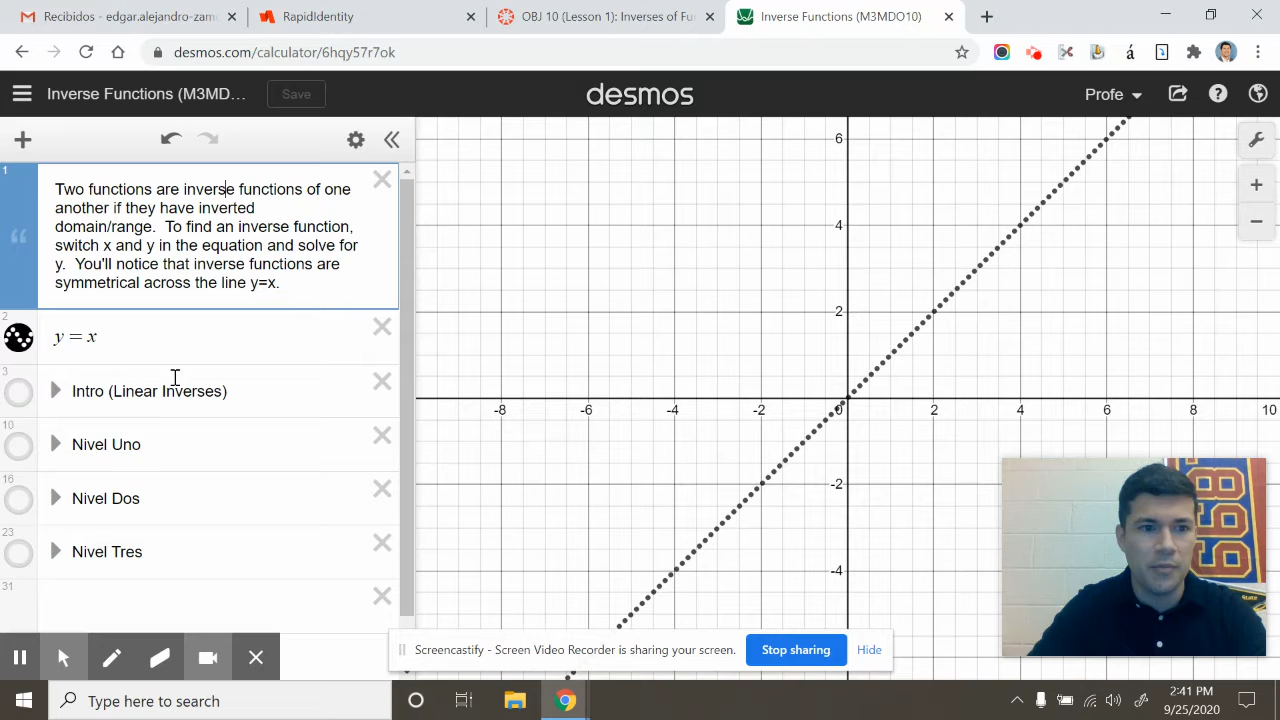 Recibidos - edgar.alejandro-zam
RapidIdentity
OBJ 10 (Lesson 1): Inverses of Fu
Inverse Functions (M3MDO10)
desmos.com/calculator/6hqy57r7ok
Inverse Functions (M3MD...
Save
desmos
Profe
1
Two functions are inverse functions of one
another if they have inverted
domain/range. To find an inverse function,
switch x and y in the equation and solve for
y. You'll notice that inverse functions are
symmetrical across the line y=x.
2
y = x
3
Intro (Linear Inverses)
10
Nivel Uno
16
Nivel Dos
23
Nivel Tres
31
6
4
2
-8 -6 -4 -2 0 2 4 6 8 10
-2
-4
Screencastify - Screen Video Recorder is sharing your screen.
Stop sharing
Hide
Type here to search
2:41 PM
9/25/2020